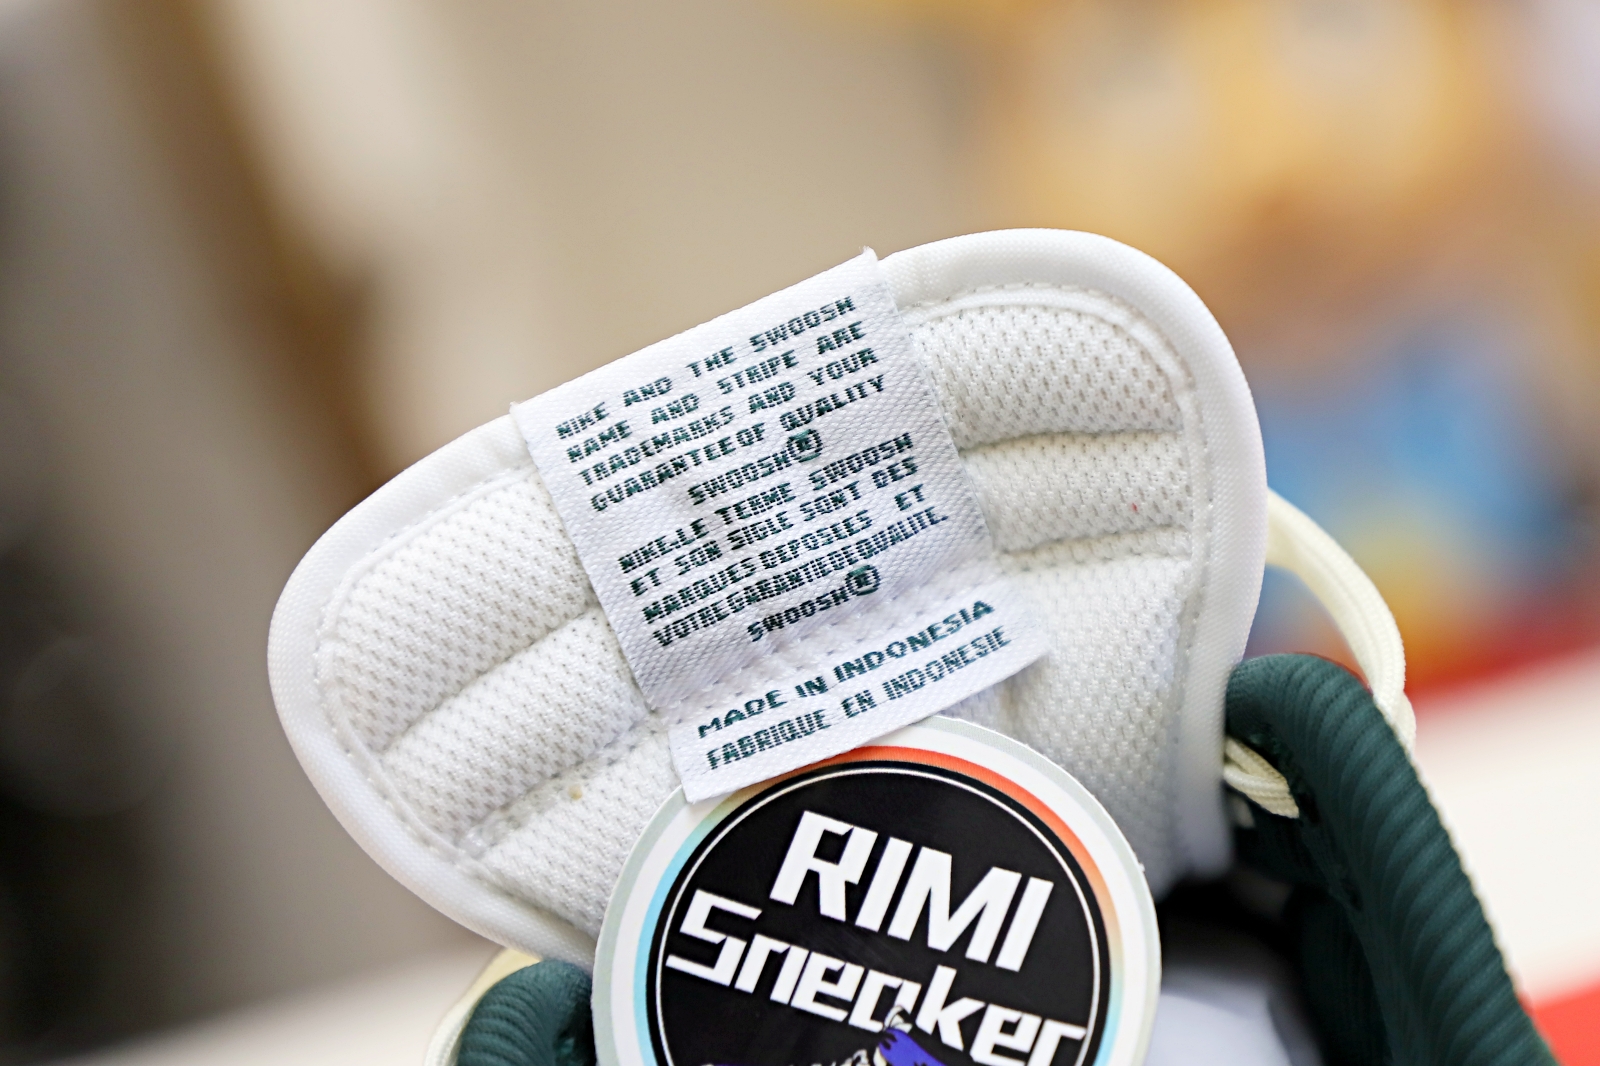 NIKE AND THE SWOOSH
NAME AND STRIPE ARE
TRADEMARKS AND YOUR
GUARANTEE OF QUALITY
SWOOSH®
NIKE.LE TERME SWOOSH
ET SON SIGLE SONT DES
MARQUES DEPOSEES ET
VOTRE GARANTIE DE QUALITE.
SWOOSH®
MADE IN INDONESIA
FABRIQUE EN INDONESIE
RIMI
Sneaker